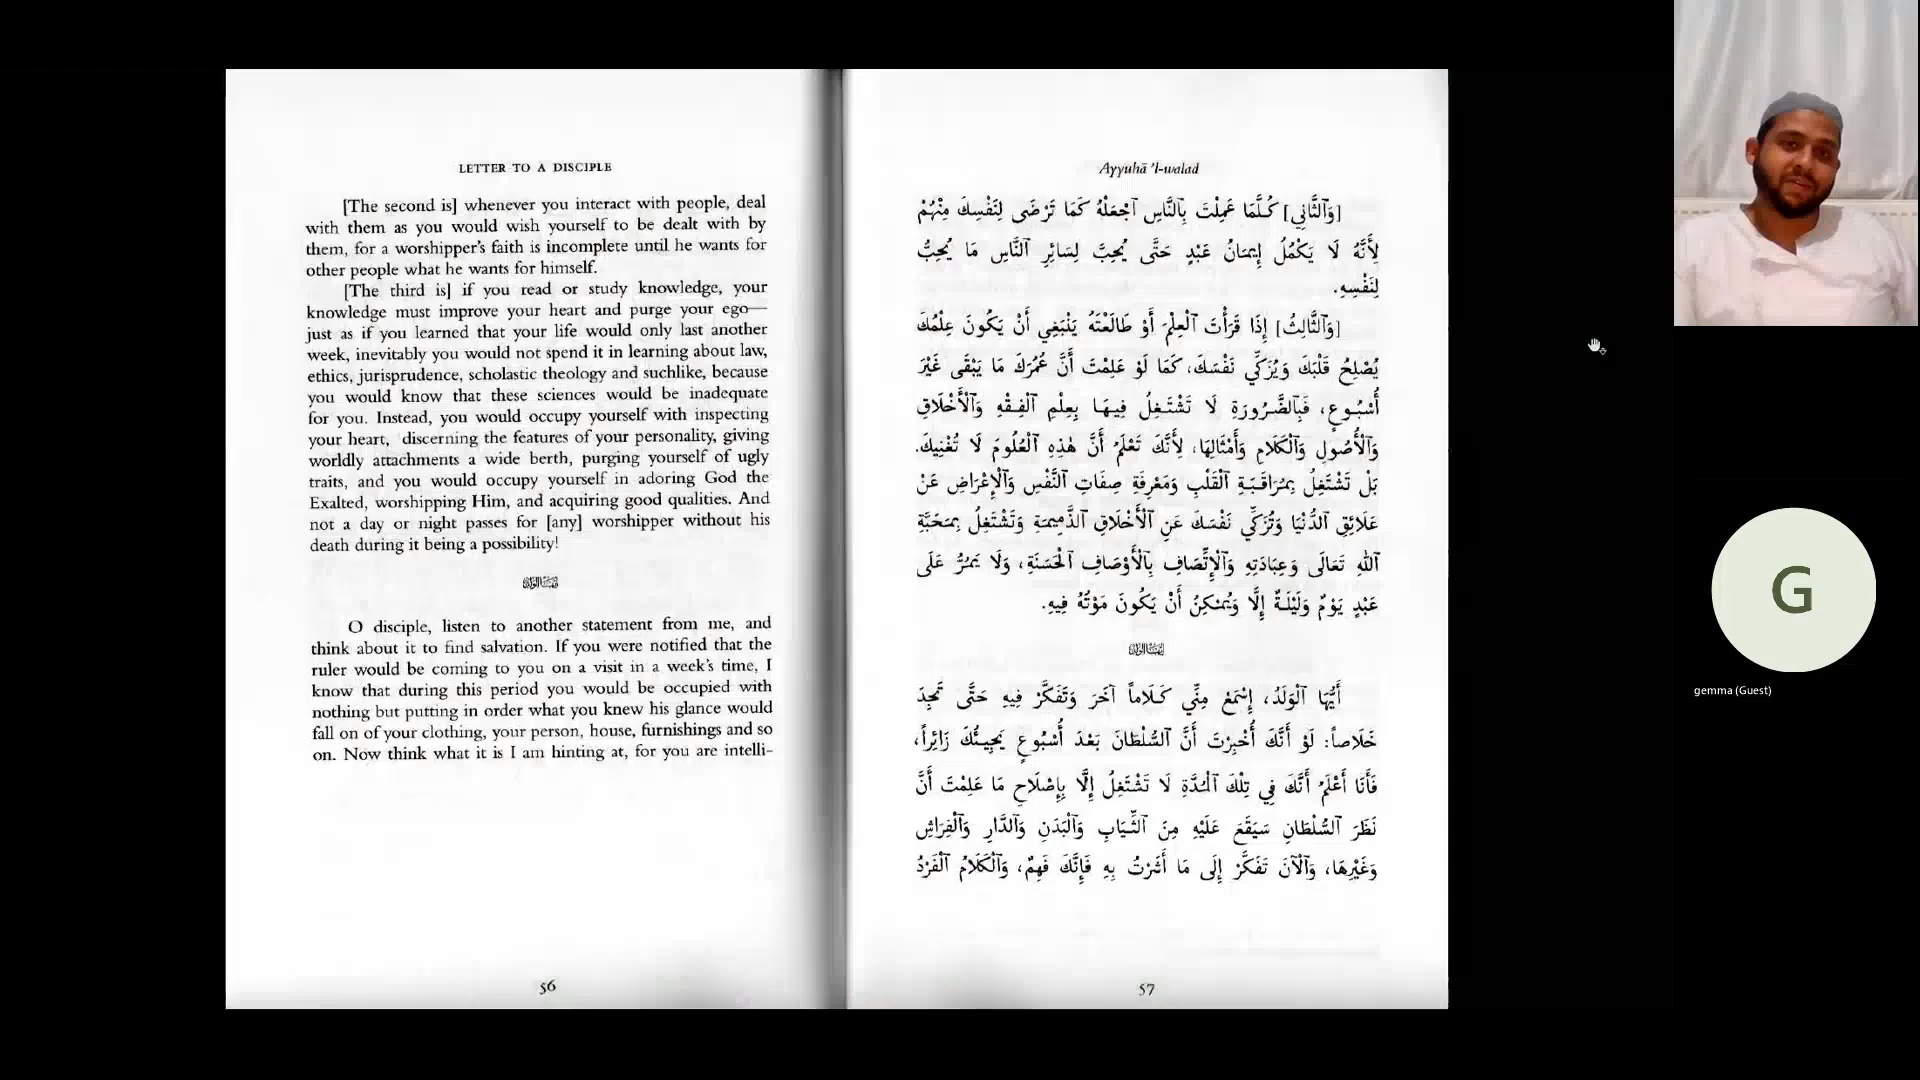 LETTER TO A DISCIPLE
[The second is] whenever you interact with people, deal
with them as you would wish yourself to be dealt with by
them, for a worshipper's faith is incomplete until he wants for
other people what he wants for himself.
[The third is] if you read or study knowledge, your
knowledge must improve your heart and purge your ego—
just as if you learned that your life would only last another
week, inevitably you would not spend it in learning about law,
ethics, jurisprudence, scholastic theology and suchlike, because
you would know that these sciences would be inadequate
for you. Instead, you would occupy yourself with inspecting
your heart, discerning the features of your personality, giving
worldly attachments a wide berth, purging yourself of ugly
traits, and you would occupy yourself in adoring God the
Exalted, worshipping Him, and acquiring good qualities. And
not a day or night passes for [any] worshipper without his
death during it being a possibility!
O disciple, listen to another statement from me, and
think about it to find salvation. If you were notified that the
ruler would be coming to you on a visit in a week's time, I
know that during this period you would be occupied with
nothing but putting in order what you knew his glance would
fall on of your clothing, your person, house, furnishings and so
on. Now think what it is I am hinting at, for you are intelli-
56
Ayyuhā 'l-walad
[وَٱلثَّانِي] كُلَّمَا عَمِلْتَ بِٱلنَّاسِ ٱجْعَلْهُ كَمَا تَرْضَى لِنَفْسِكَ مِنْهُمْ
لِأَنَّهُ لَا يَكْمُلُ إِيمَانُ عَبْدٍ حَتَّى يُحِبَّ لِسَائِرِ ٱلنَّاسِ مَا يُحِبُّ
لِنَفْسِهِ.
[وَٱلثَّالِثُ] إِذَا قَرَأْتَ ٱلْعِلْمَ أَوْ طَالَعْتَهُ يَنْبَغِي أَنْ يَكُونَ عِلْمُكَ
يُصْلِحُ قَلْبَكَ وَيُزَكِّي نَفْسَكَ، كَمَا لَوْ عَلِمْتَ أَنَّ عُمُرَكَ مَا يَبْقَى غَيْرَ
أُسْبُوعٍ، فَبِٱلضَّرُورَةِ لَا تَشْتَغِلُ فِيهَا بِعِلْمِ ٱلْفِقْهِ وَٱلْأَخْلَاقِ
وَٱلْأُصُولِ وَٱلْكَلَامِ وَأَمْثَالِهَا، لِأَنَّكَ تَعْلَمُ أَنَّ هٰذِهِ ٱلْعُلُومَ لَا تُغْنِيكَ.
بَلْ تَشْتَغِلُ بِمُرَاقَبَةِ ٱلْقَلْبِ وَمَعْرِفَةِ صِفَاتِ ٱلنَّفْسِ وَٱلْإِعْرَاضِ عَنْ
عَلَائِقِ ٱلدُّنْيَا وَتُزَكِّي نَفْسَكَ عَنِ ٱلْأَخْلَاقِ ٱلذَّمِيمَةِ وَتَشْتَغِلُ بِمَحَبَّةِ
ٱللّٰهِ تَعَالَى وَعِبَادَتِهِ وَٱلْإِتِّصَافِ بِٱلْأَوْصَافِ ٱلْحَسَنَةِ، وَلَا يَمُرُّ عَلَى
عَبْدٍ يَوْمٌ وَلَيْلَةٌ إِلَّا وَيُمْكِنُ أَنْ يَكُونَ مَوْتُهُ فِيهِ.
أَيُّهَا ٱلْوَلَدُ
أَيُّهَا ٱلْوَلَدُ، إِسْمَعْ مِنِّي كَلَاماً آخَرَ وَتَفَكَّرْ فِيهِ حَتَّى تَجِدَ
خَلَاصاً: لَوْ أَنَّكَ أُخْبِرْتَ أَنَّ ٱلسُّلْطَانَ بَعْدَ أُسْبُوعٍ يَجِيئُكَ زَائِراً،
فَأَنَا أَعْلَمُ أَنَّكَ فِي تِلْكَ ٱلْمُدَّةِ لَا تَشْتَغِلُ إِلَّا بِإِصْلَاحِ مَا عَلِمْتَ أَنَّ
نَظَرَ ٱلسُّلْطَانِ سَيَقَعَ عَلَيْهِ مِنَ ٱلثِّيَابِ وَٱلْبَدَنِ وَٱلدَّارِ وَٱلْفِرَاشِ
وَغَيْرِهَا، وَٱلْآنَ تَفَكَّرْ إِلَى مَا أَشَرْتُ بِهِ فَإِنَّكَ فَهِمٌ، وَٱلْكَلَامُ ٱلْفَرْدُ
57
G
gemma (Guest)